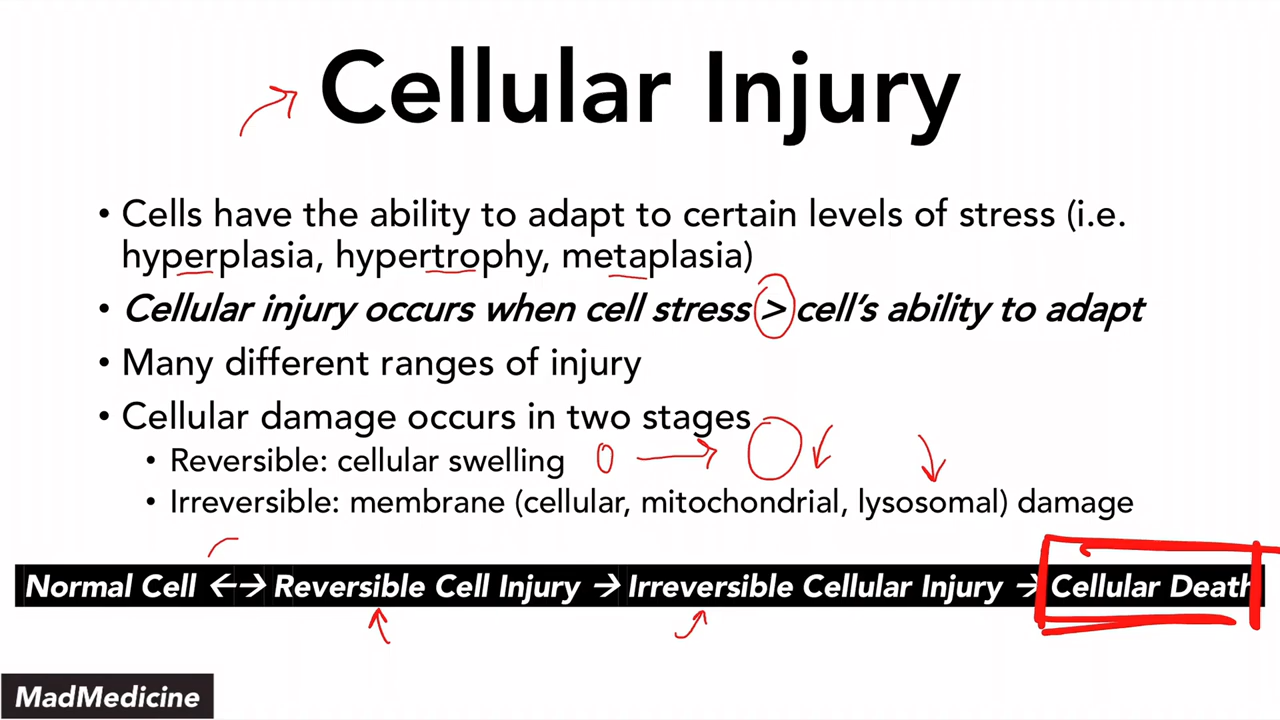 Cellular Injury
• Cells have the ability to adapt to certain levels of stress (i.e.
hyperplasia, hypertrophy, metaplasia)
• Cellular injury occurs when cell stress > cell's ability to adapt
• Many different ranges of injury
• Cellular damage occurs in two stages
• Reversible: cellular swelling
• Irreversible: membrane (cellular, mitochondrial, lysosomal) damage
Normal Cell ←→ Reversible Cell Injury → Irreversible Cellular Injury → Cellular Death
MadMedicine